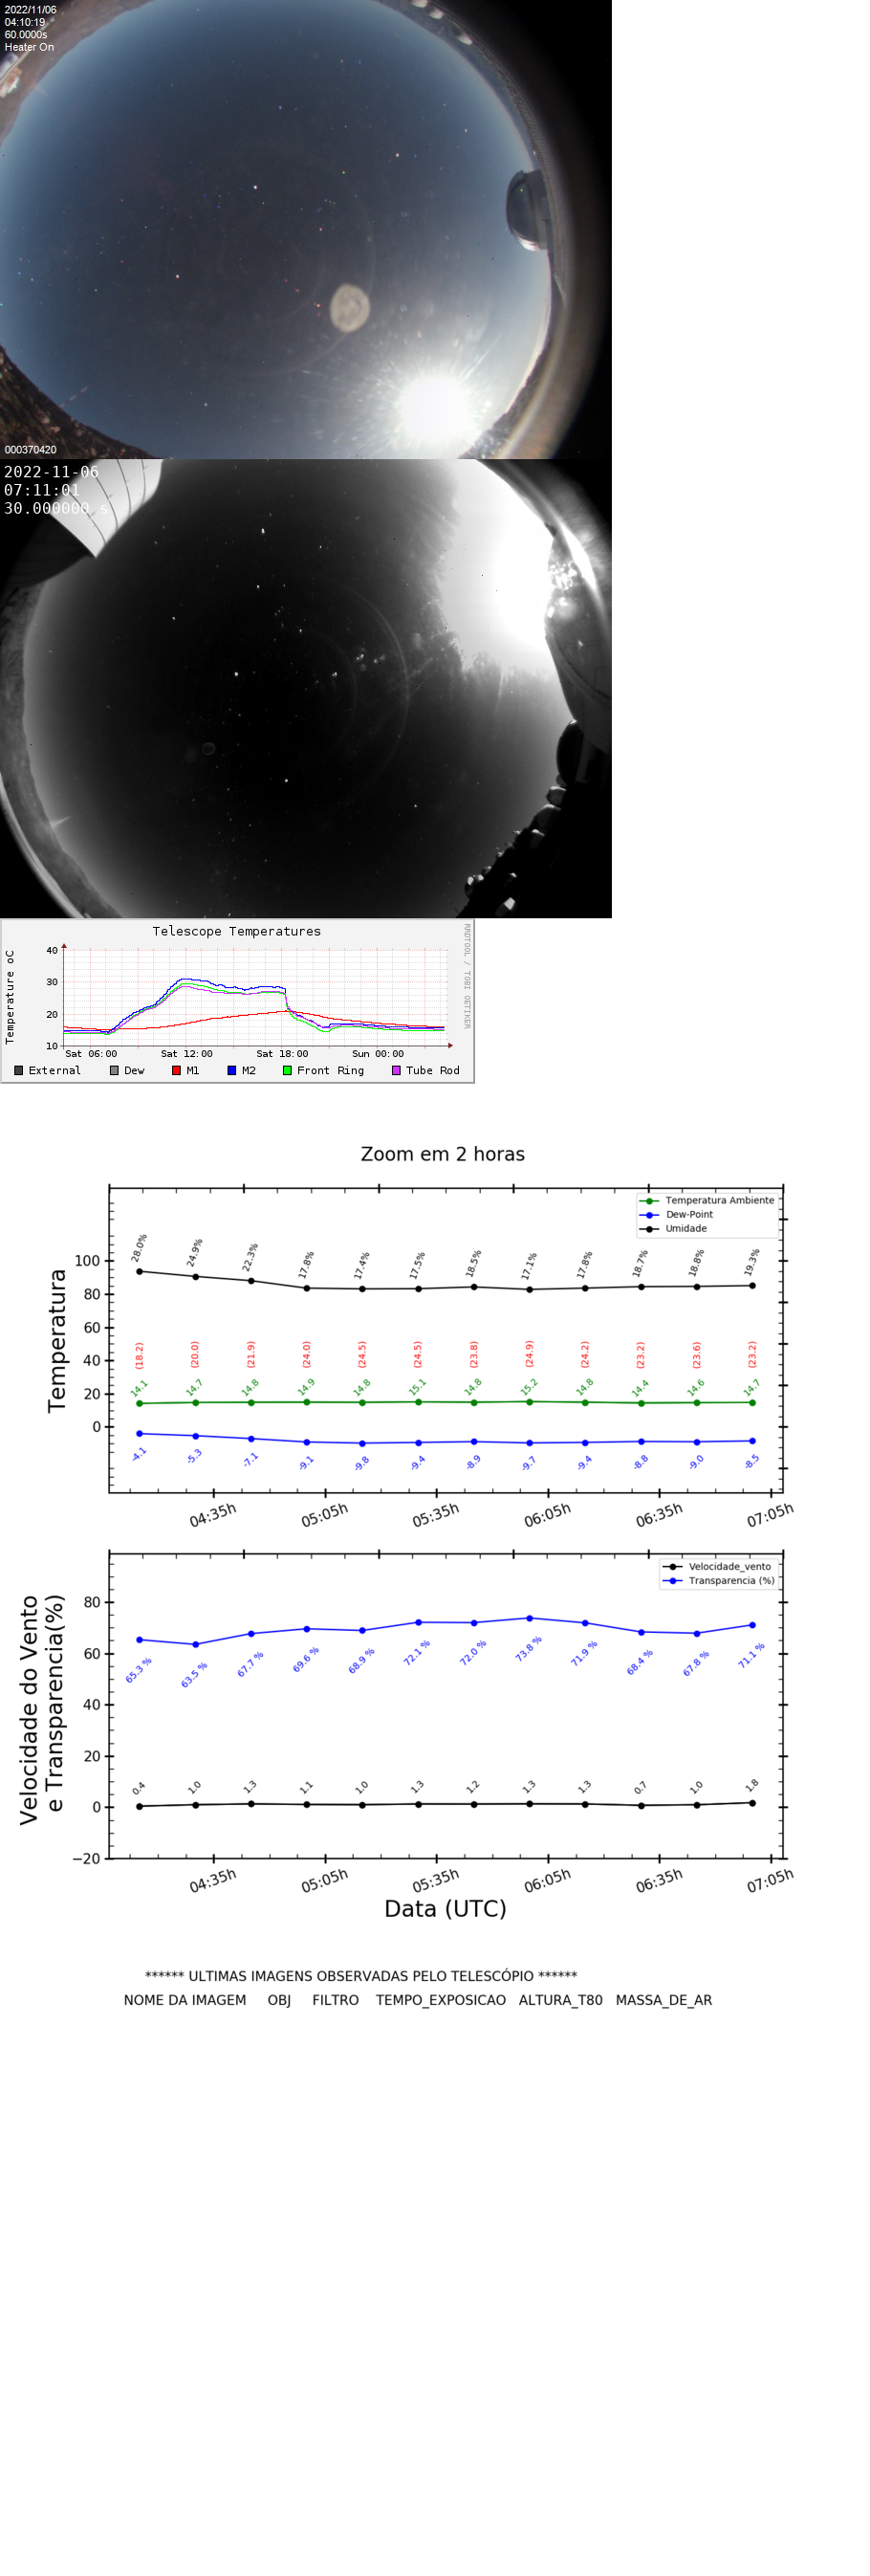 2022/11/06
04:10:19
60.0000s
Heater On
000370420
2022-11-06
07:11:01
30.000000 s
Telescope Temperatures
RRDTOOL / TOBI OETIKER
Temperature oC
40
30
20
10
Sat 06:00 Sat 12:00 Sat 18:00 Sun 00:00
External Dew M1 M2 Front Ring Tube Rod
Zoom em 2 horas
Temperatura Ambiente
Dew-Point
Umidade
Temperatura
100
80
60
40
20
0
28.0% 24.9% 22.3% 17.8% 17.4% 17.5% 18.5% 17.1% 17.8% 18.7% 18.8% 19.3%
(18.2) (20.0) (21.9) (24.0) (24.5) (24.5) (23.8) (24.9) (24.2) (23.2) (23.6) (23.2)
14.1 14.7 14.8 14.9 14.8 15.1 14.8 15.2 14.8 14.4 14.6 14.7
-4.1 -5.3 -7.1 -9.1 -9.8 -9.4 -8.9 -9.7 -9.4 -8.8 -9.0 -8.5
04:35h 05:05h 05:35h 06:05h 06:35h 07:05h
Velocidade_vento
Transparencia (%)
Velocidade do Vento
e Transparencia(%)
80
60
40
20
0
−20
65.3 % 63.5 % 67.7 % 69.6 % 68.9 % 72.1 % 72.0 % 73.8 % 71.9 % 68.4 % 67.8 % 71.1 %
0.4 1.0 1.3 1.1 1.0 1.3 1.2 1.3 1.3 0.7 1.0 1.8
04:35h 05:05h 05:35h 06:05h 06:35h 07:05h
Data (UTC)
****** ULTIMAS IMAGENS OBSERVADAS PELO TELESCÓPIO ******
NOME DA IMAGEM OBJ FILTRO TEMPO_EXPOSICAO ALTURA_T80 MASSA_DE_AR